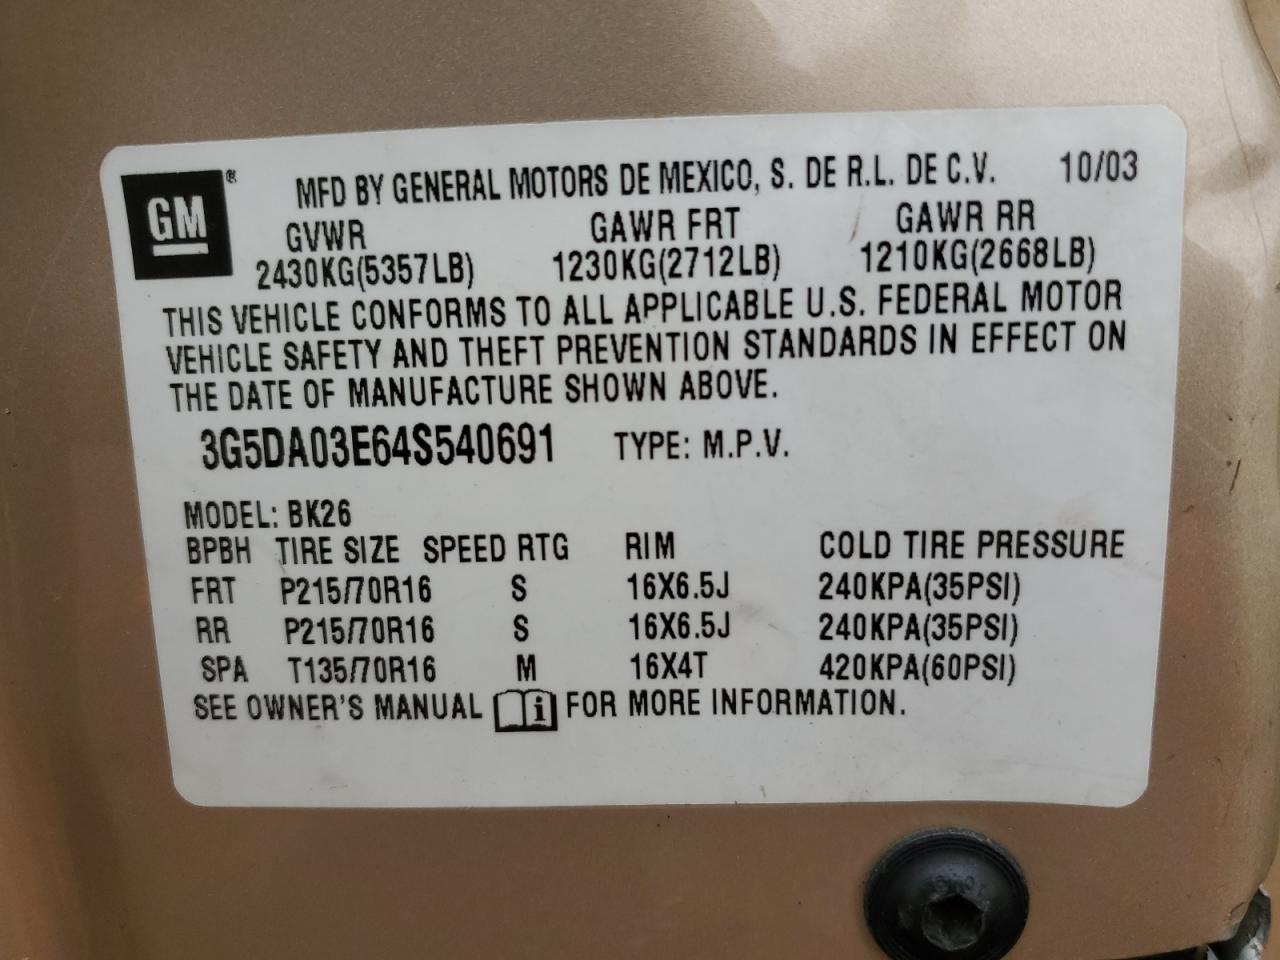 GM® MFD BY GENERAL MOTORS DE MEXICO, S. DE R.L. DE C.V. 10/03
GVWR GAWR FRT GAWR RR
2430KG(5357LB) 1230KG(2712LB) 1210KG(2668LB)
THIS VEHICLE CONFORMS TO ALL APPLICABLE U.S. FEDERAL MOTOR
VEHICLE SAFETY AND THEFT PREVENTION STANDARDS IN EFFECT ON
THE DATE OF MANUFACTURE SHOWN ABOVE.
3G5DA03E64S540691 TYPE: M.P.V.
MODEL: BK26
BPBH TIRE SIZE SPEED RTG RIM COLD TIRE PRESSURE
FRT P215/70R16 S 16X6.5J 240KPA(35PSI)
RR P215/70R16 S 16X6.5J 240KPA(35PSI)
SPA T135/70R16 M 16X4T 420KPA(60PSI)
SEE OWNER'S MANUAL i FOR MORE INFORMATION.